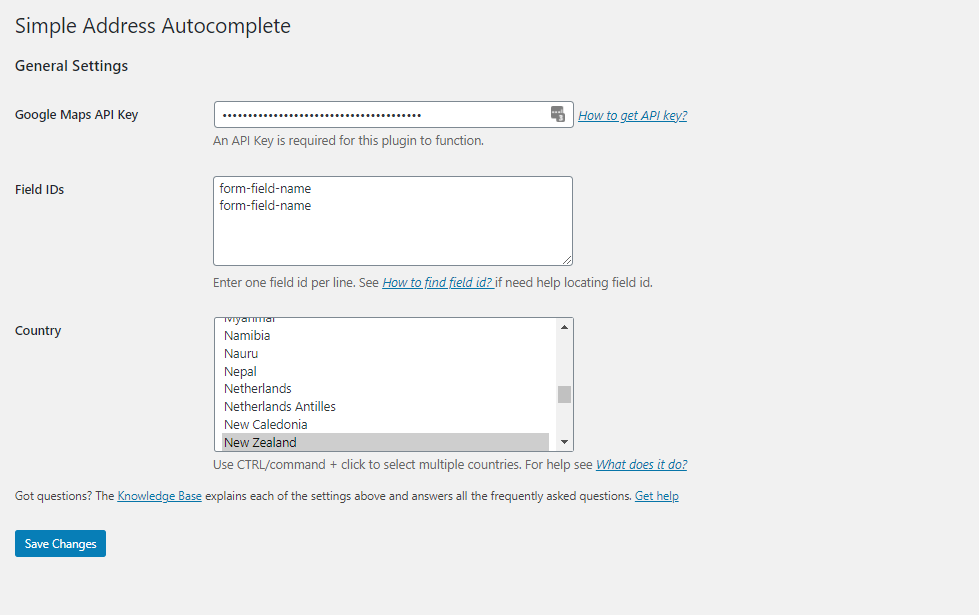 Simple Address Autocomplete
General Settings
Google Maps API Key
••••••••••••••••••••••••••••••••••••••• How to get API key?
An API Key is required for this plugin to function.
Field IDs
form-field-name
form-field-name
Enter one field id per line. See How to find field id? if need help locating field id.
Country
Myanmar
Namibia
Nauru
Nepal
Netherlands
Netherlands Antilles
New Caledonia
New Zealand
Use CTRL/command + click to select multiple countries. For help see What does it do?
Got questions? The Knowledge Base explains each of the settings above and answers all the frequently asked questions. Get help
Save Changes